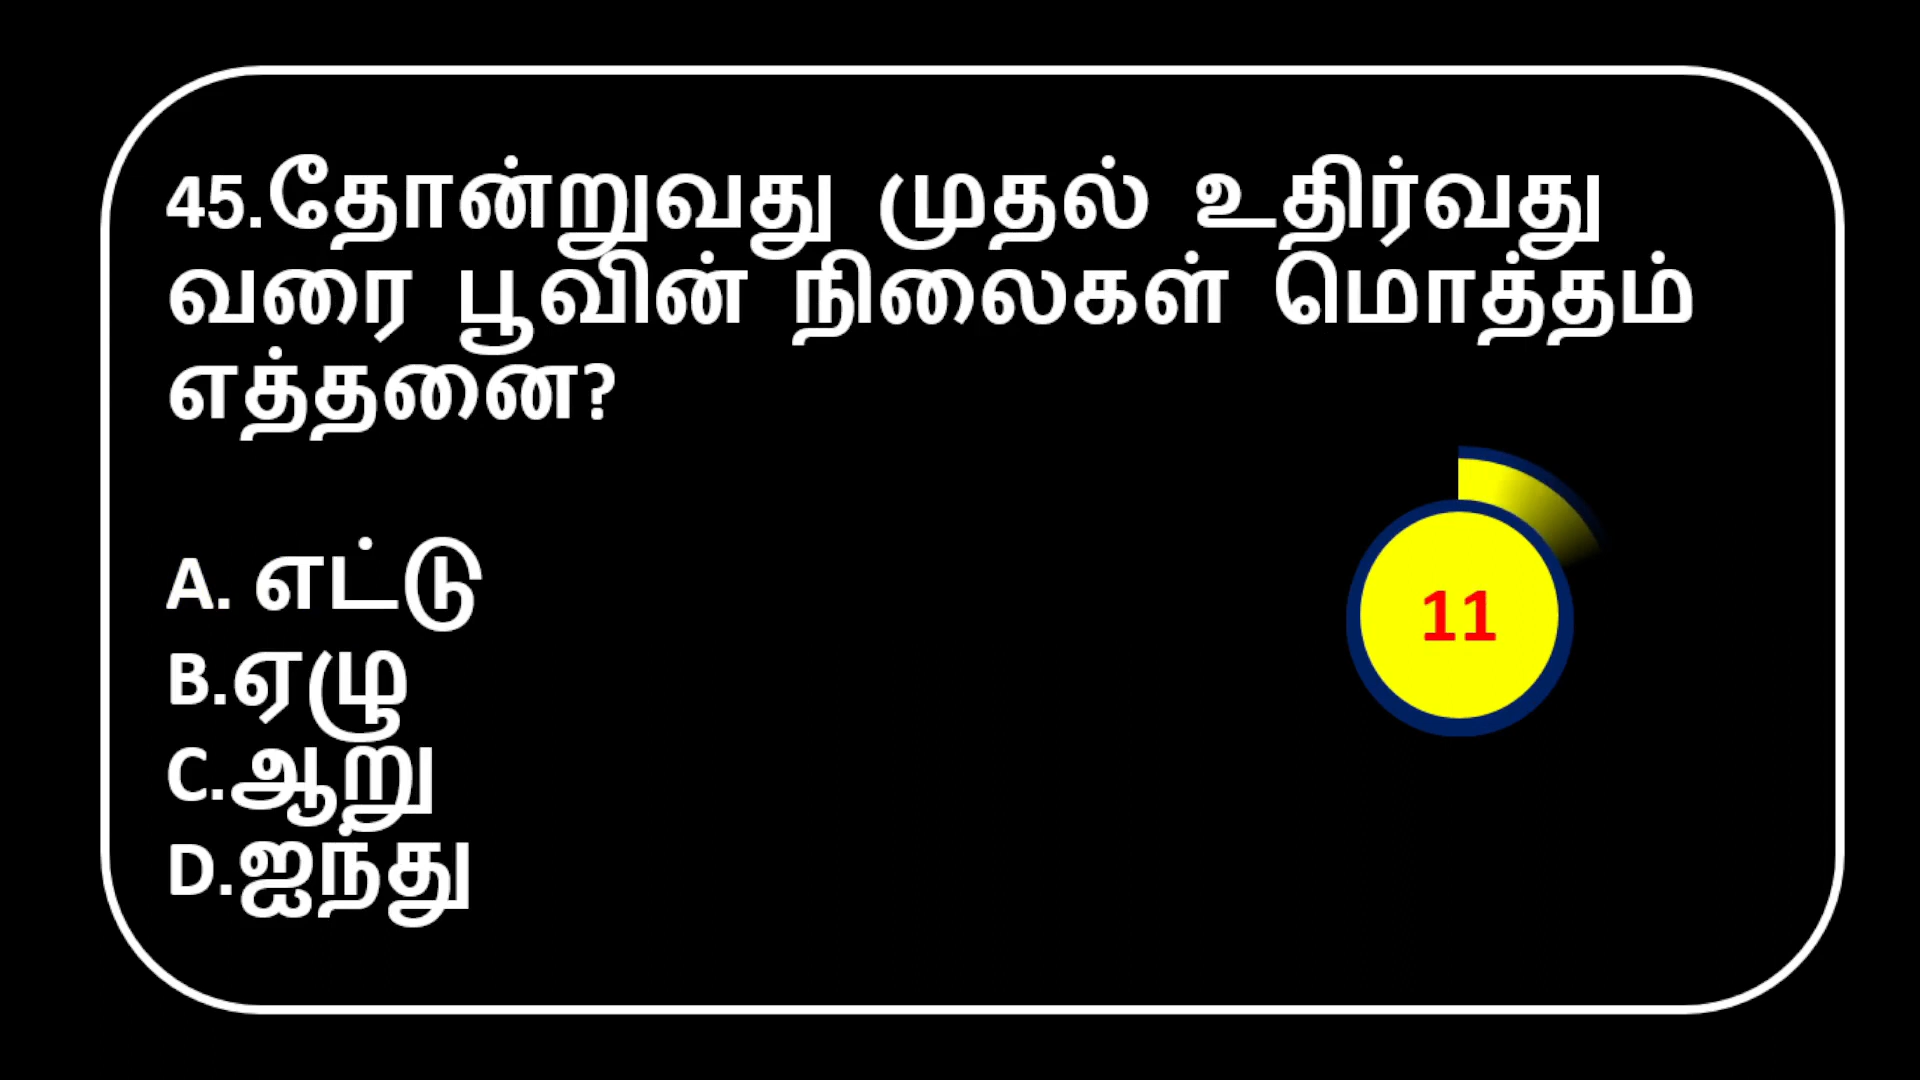 45.தோன்றுவது முதல் உதிர்வது
வரை பூவின் நிலைகள் மொத்தம்
எத்தனை?
A. எட்டு
B.ஏழு
C.ஆறு
D.ஐந்து
11